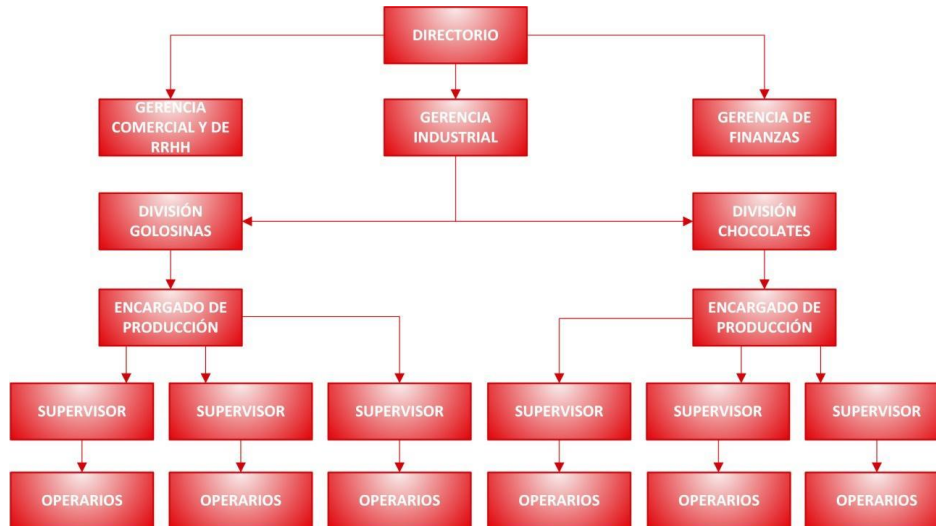 DIRECTORIO
GERENCIA
COMERCIAL Y DE
RRHH
GERENCIA
INDUSTRIAL
GERENCIA DE
FINANZAS
DIVISIÓN
GOLOSINAS
DIVISIÓN
CHOCOLATES
ENCARGADO DE
PRODUCCIÓN
ENCARGADO DE
PRODUCCIÓN
SUPERVISOR
SUPERVISOR
SUPERVISOR
SUPERVISOR
SUPERVISOR
SUPERVISOR
OPERARIOS
OPERARIOS
OPERARIOS
OPERARIOS
OPERARIOS
OPERARIOS